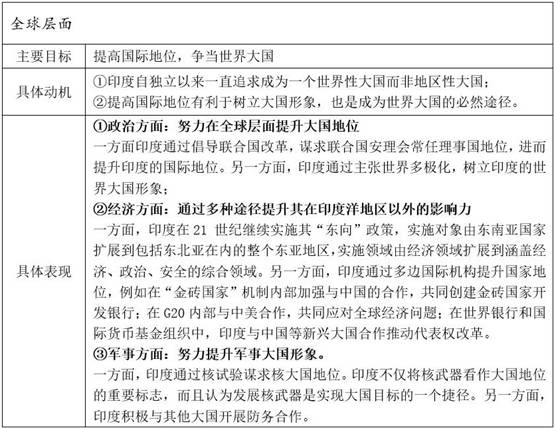 全球层面
主要目标
提高国际地位，争当世界大国
具体动机
①印度自独立以来一直追求成为一个世界性大国而非地区性大国；
②提高国际地位有利于树立大国形象，也是成为世界大国的必然途径。
具体表现
①政治方面：努力在全球层面提升大国地位
一方面印度通过倡导联合国改革，谋求联合国安理会常任理事国地位，进而
提升印度的国际地位。另一方面，印度通过主张世界多极化，树立印度的世
界大国形象；
②经济方面：通过多种途径提升其在印度洋地区以外的影响力
一方面，印度在 21 世纪继续实施其“东向”政策，实施对象由东南亚国家
扩展到包括东北亚在内的整个东亚地区，实施领域由经济领域扩展到涵盖经
济、政治、安全的综合领域。另一方面，印度通过多边国际机构提升国家地
位，例如在“金砖国家”机制内部加强与中国的合作，共同创建金砖国家开
发银行；在 G20 内部与中美合作，共同应对全球经济问题；在世界银行和国
际货币基金组织中，印度与中国等新兴大国合作推动代表权改革。
③军事方面：努力提升军事大国形象。
一方面，印度通过核试验谋求核大国地位。印度不仅将核武器看作大国地位
的重要标志，而且认为发展核武器是实现大国目标的一个捷径。另一方面，
印度积极与其他大国开展防务合作。